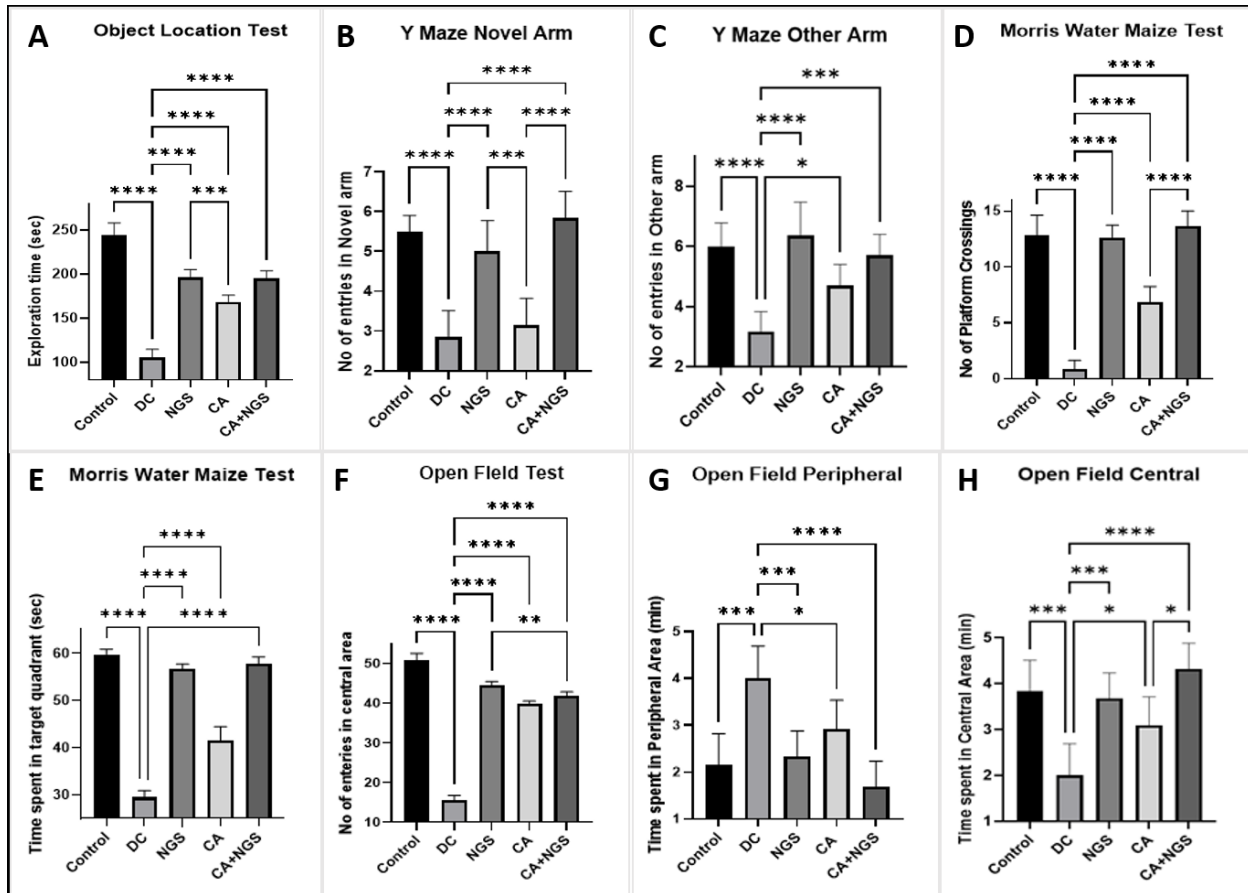 A
Object Location Test
****
****
****
****
***
Exploration time (sec)
250
200
150
100
Control
DC
NGS
CA
CA+NGS
B
Y Maze Novel Arm
****
****
****
****
***
No of entries in Novel arm
7
6
5
4
3
2
Control
DC
NGS
CA
CA+NGS
C
Y Maze Other Arm
***
****
****
*
No of entries in Other arm
8
6
4
2
Control
DC
NGS
CA
CA+NGS
D
Morris Water Maize Test
****
****
****
****
****
No of Platform Crossings
15
10
5
0
Control
DC
NGS
CA
CA+NGS
E
Morris Water Maize Test
****
****
****
****
Time spent in target quadrant (sec)
60
50
40
30
Control
DC
NGS
CA
CA+NGS
F
Open FIeld Test
****
****
****
****
**
No of enteries in central area
50
40
30
20
10
Control
DC
NGS
CA
CA+NGS
G
Open Field Peripheral
****
***
***
*
Time spent in Peripheral Area (min)
5
4
3
2
1
Control
DC
NGS
CA
CA+NGS
H
Open Field Central
****
***
***
*
*
Time spent in Central Area (min)
5
4
3
2
1
Control
DC
NGS
CA
CA+NGS